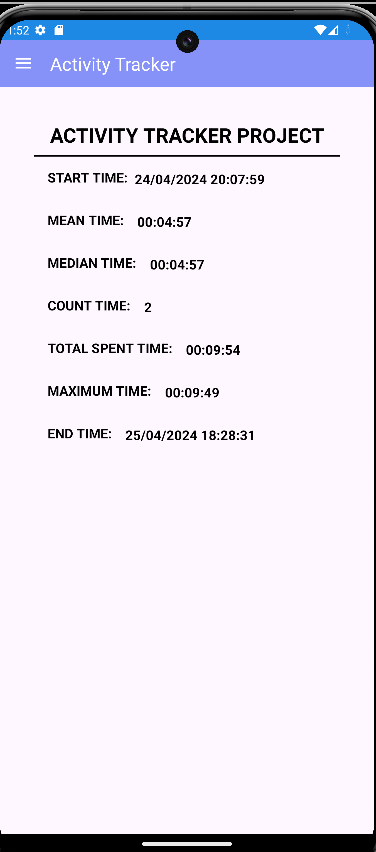 1:52
Activity Tracker
ACTIVITY TRACKER PROJECT
START TIME: 24/04/2024 20:07:59
MEAN TIME: 00:04:57
MEDIAN TIME: 00:04:57
COUNT TIME: 2
TOTAL SPENT TIME: 00:09:54
MAXIMUM TIME: 00:09:49
END TIME: 25/04/2024 18:28:31